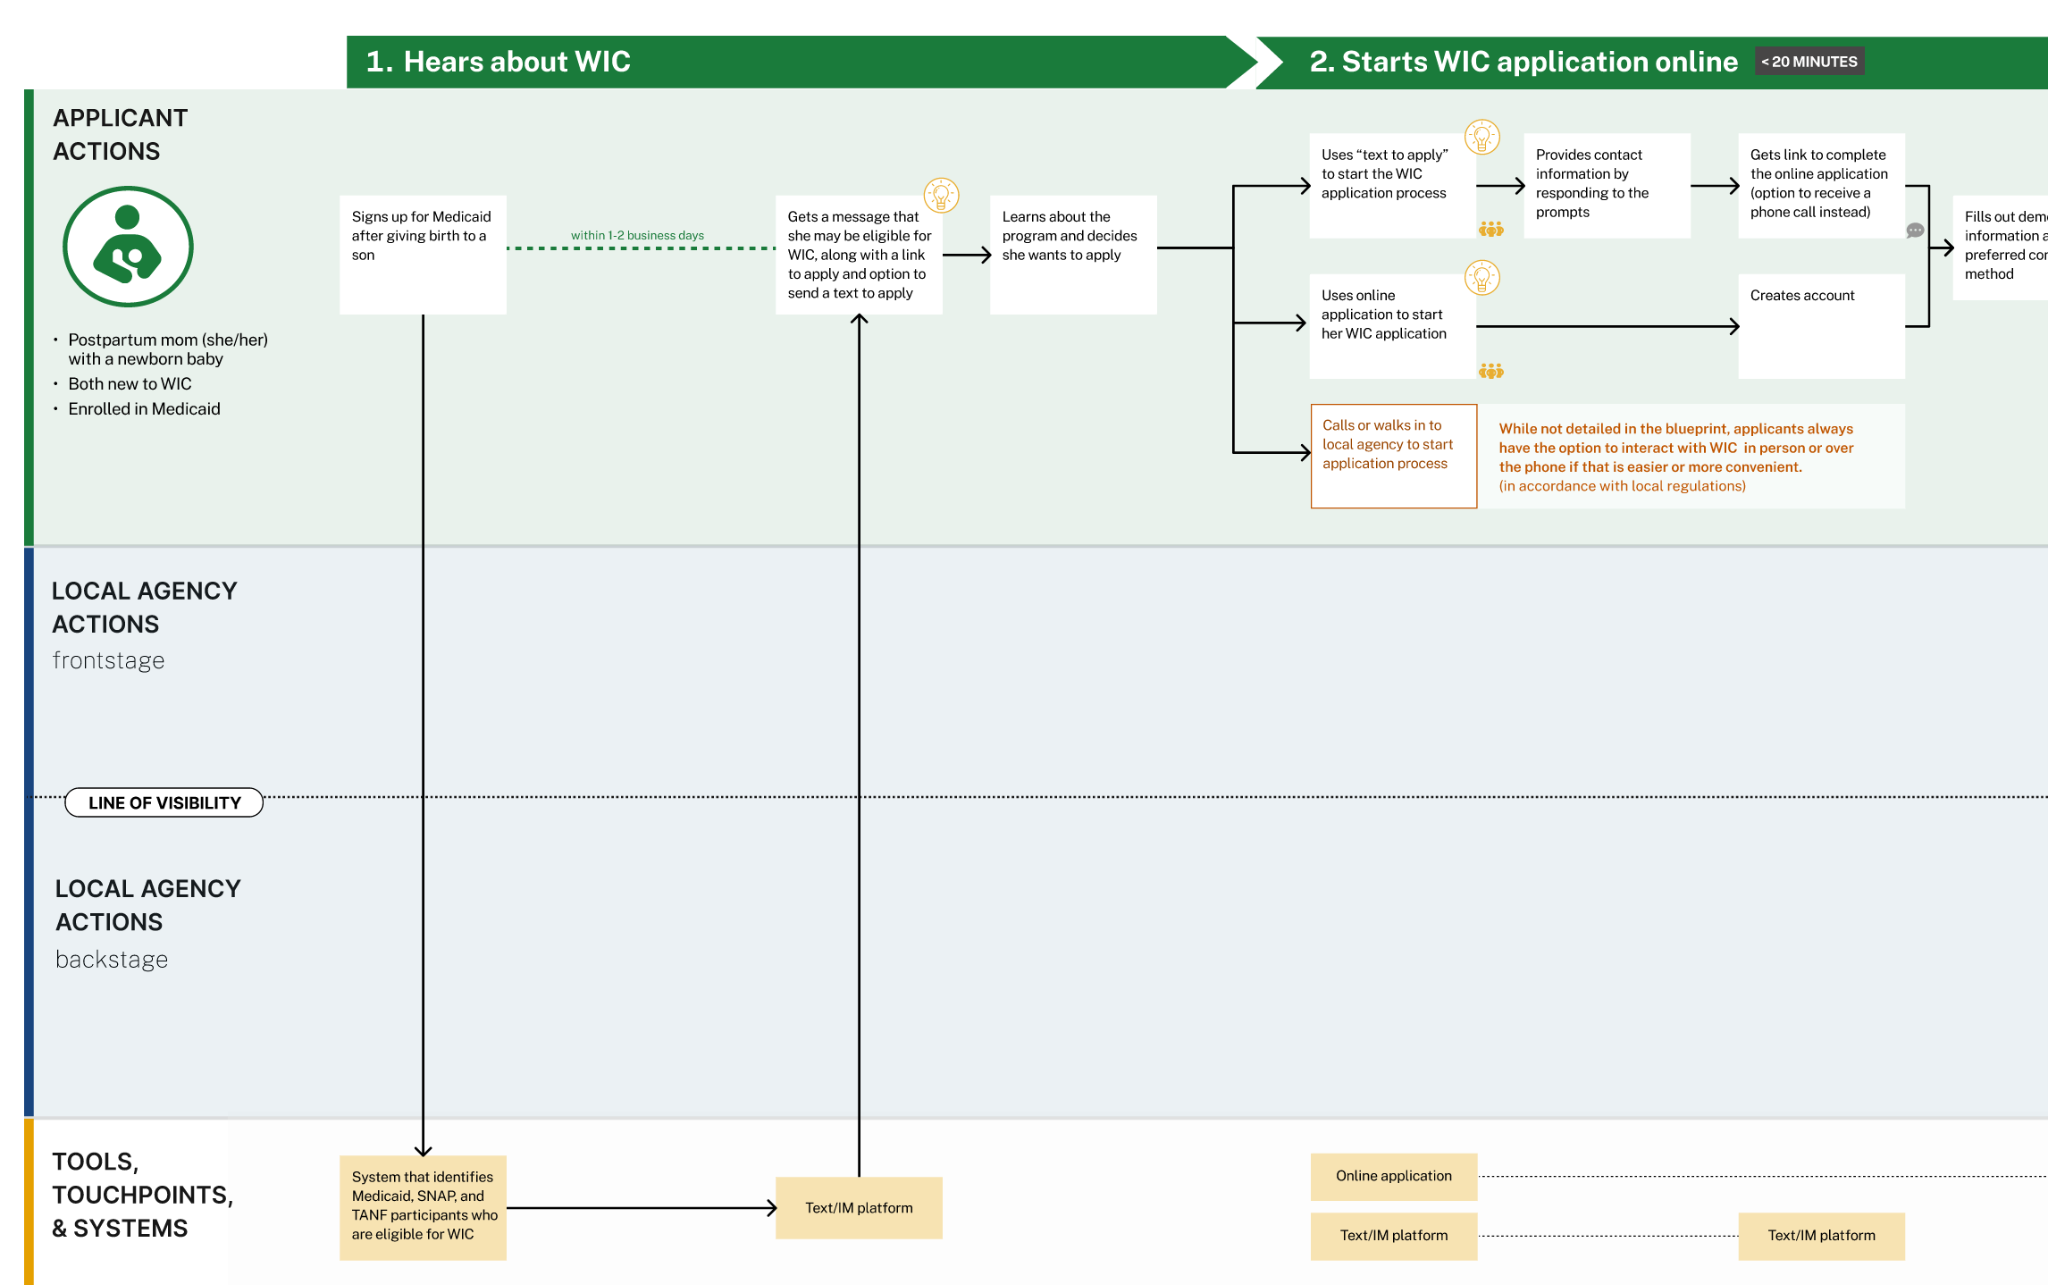 1. Hears about WIC
2. Starts WIC application online
< 20 MINUTES
APPLICANT
ACTIONS
• Postpartum mom (she/her)
with a newborn baby
• Both new to WIC
• Enrolled in Medicaid
Signs up for Medicaid
after giving birth to a
son
within 1-2 business days
Gets a message that
she may be eligible for
WIC, along with a link
to apply and option to
send a text to apply
Learns about the
program and decides
she wants to apply
Uses “text to apply”
to start the WIC
application process
Provides contact
information by
responding to the
prompts
Gets link to complete
the online application
(option to receive a
phone call instead)
Fills out
information
preferred
method
Uses online
application to start
her WIC application
Creates account
Calls or walks in to
local agency to start
application process
While not detailed in the blueprint, applicants always
have the option to interact with WIC in person or over
the phone if that is easier or more convenient.
(in accordance with local regulations)
LOCAL AGENCY
ACTIONS
frontstage
LINE OF VISIBILITY
LOCAL AGENCY
ACTIONS
backstage
TOOLS,
TOUCHPOINTS,
& SYSTEMS
System that identifies
Medicaid, SNAP, and
TANF participants who
are eligible for WIC
Text/IM platform
Online application
Text/IM platform
Text/IM platform